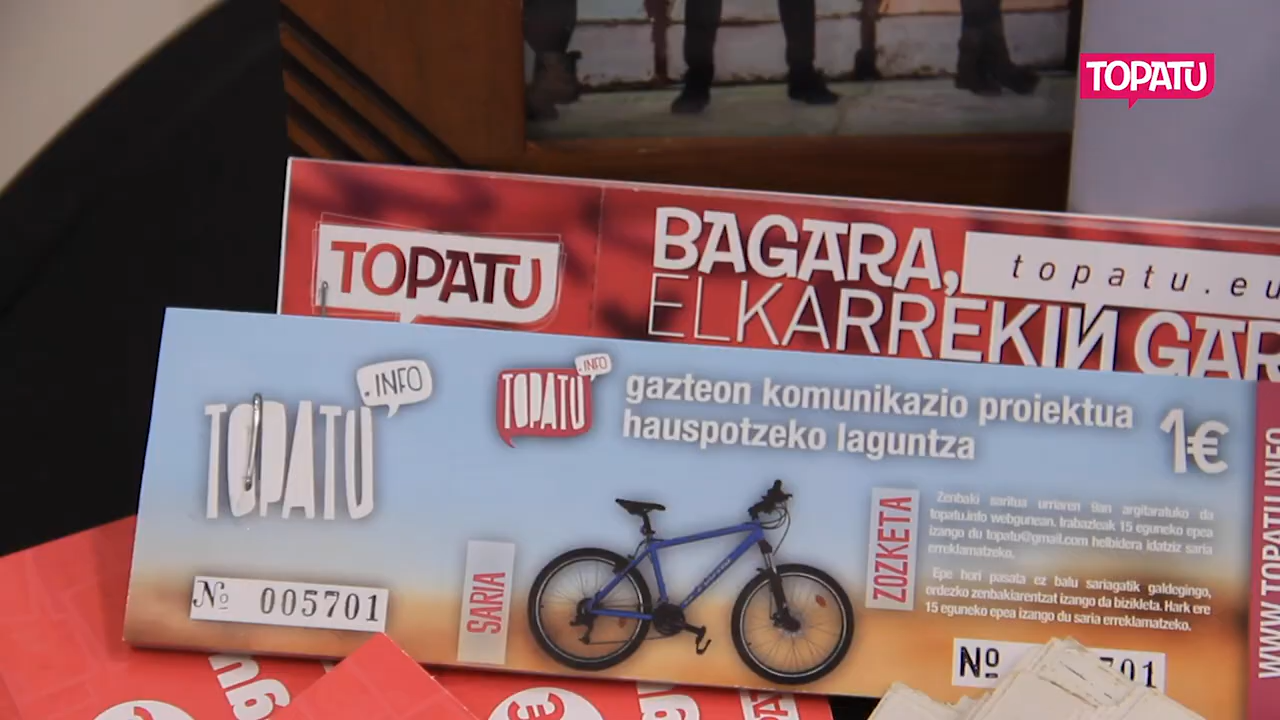 TOPATU
TOPATU
BAGARA,
topatu.eu
ELKARREKIN GAR
TOPATU
.INFO
TOPATU
.INFO
gazteon komunikazio proiektua
hauspotzeko laguntza
1€
SARIA
ZOZKETA
Zenbaki saritua urriaren 9an argitaratuko da
topatu.info webgunean. Irabazleak 15 eguneko epea
izango du topatu@gmail.com helbidera idatziz saria
erreklamatzeko.
Epe hori pasata ez balu sariagatik galdegingo,
ordezko zenbakiarentzat izango da bizikleta. Hark ere
15 eguneko epea izango du saria erreklamatzeko.
Nº 005701
Nº 701
WWW.TOPATU.INFO
€